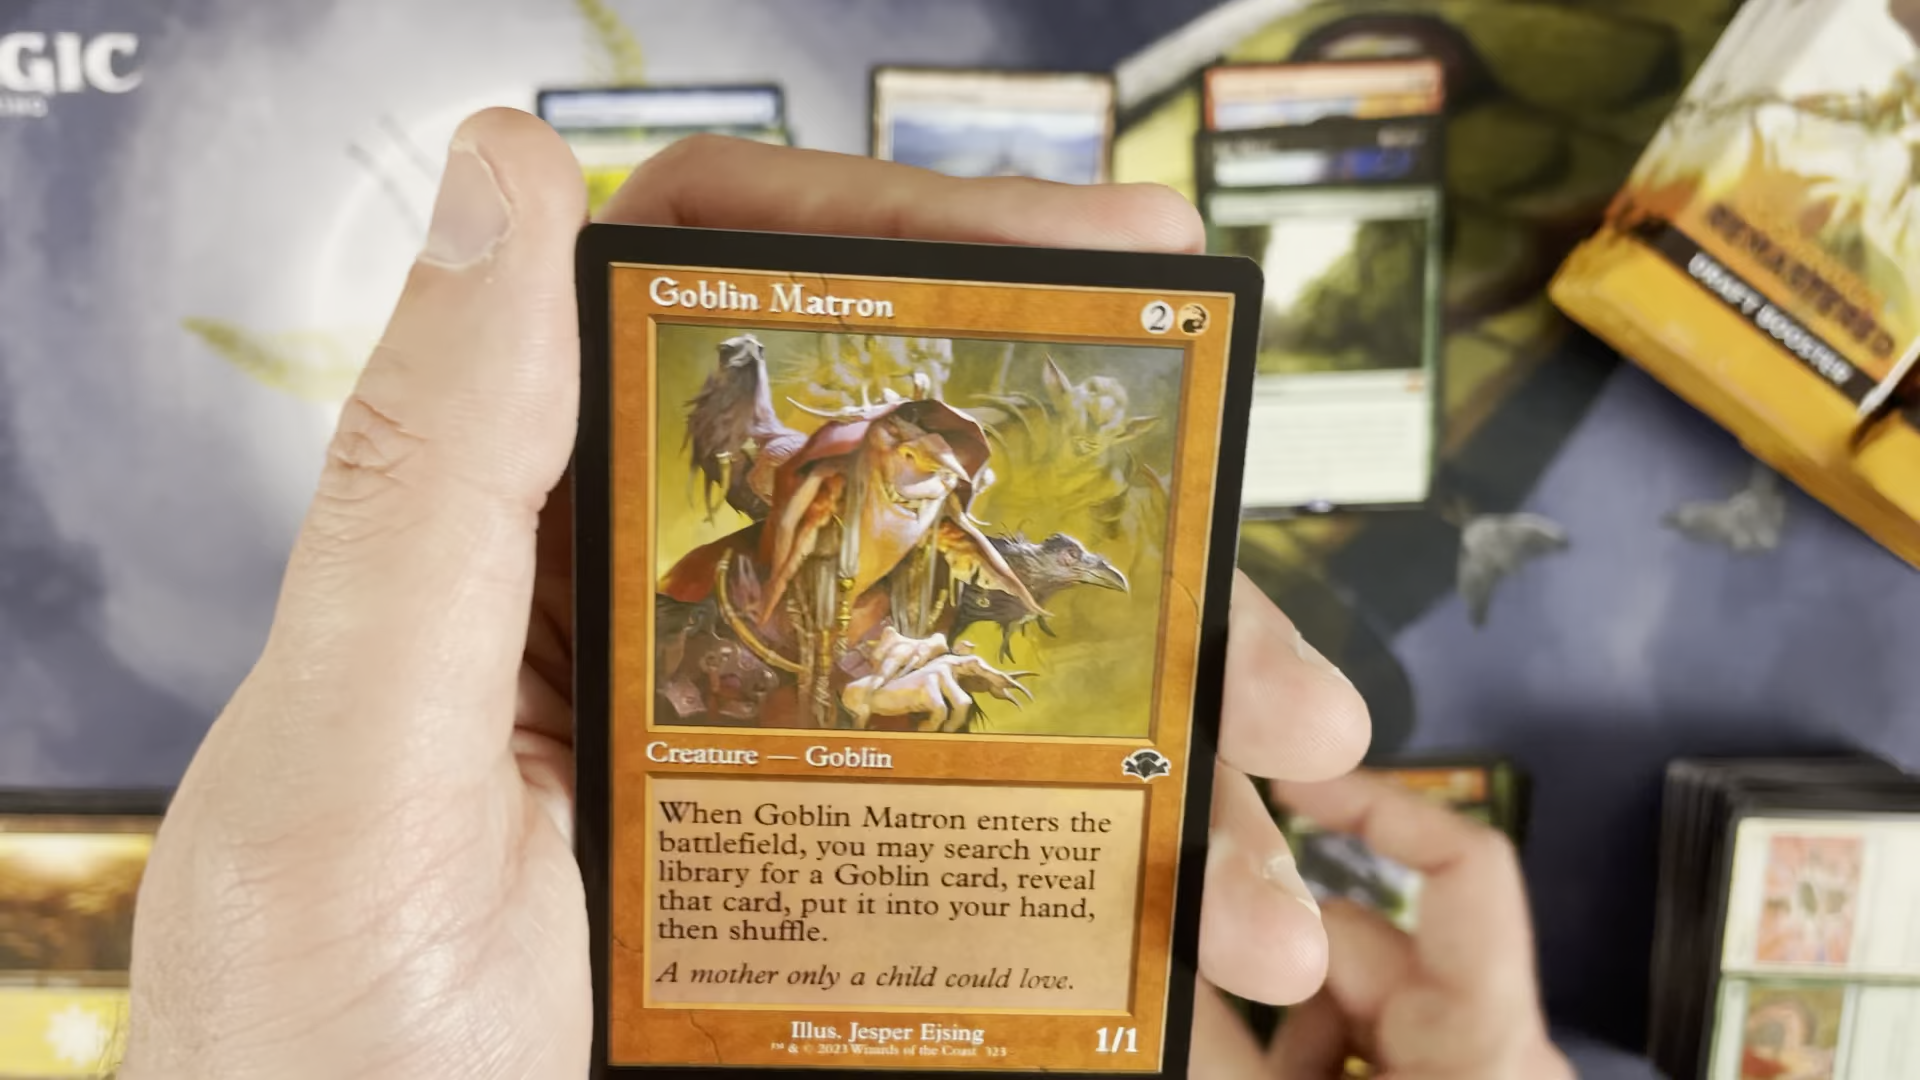 GIC
Goblin Matron
2
REMASTERED
DRAFT BOOSTER
Creature — Goblin
When Goblin Matron enters the
battlefield, you may search your
library for a Goblin card, reveal
that card, put it into your hand,
then shuffle.
A mother only a child could love.
Illus. Jesper Ejsing
1/1
™ & © 2023 Wizards of the Coast 323